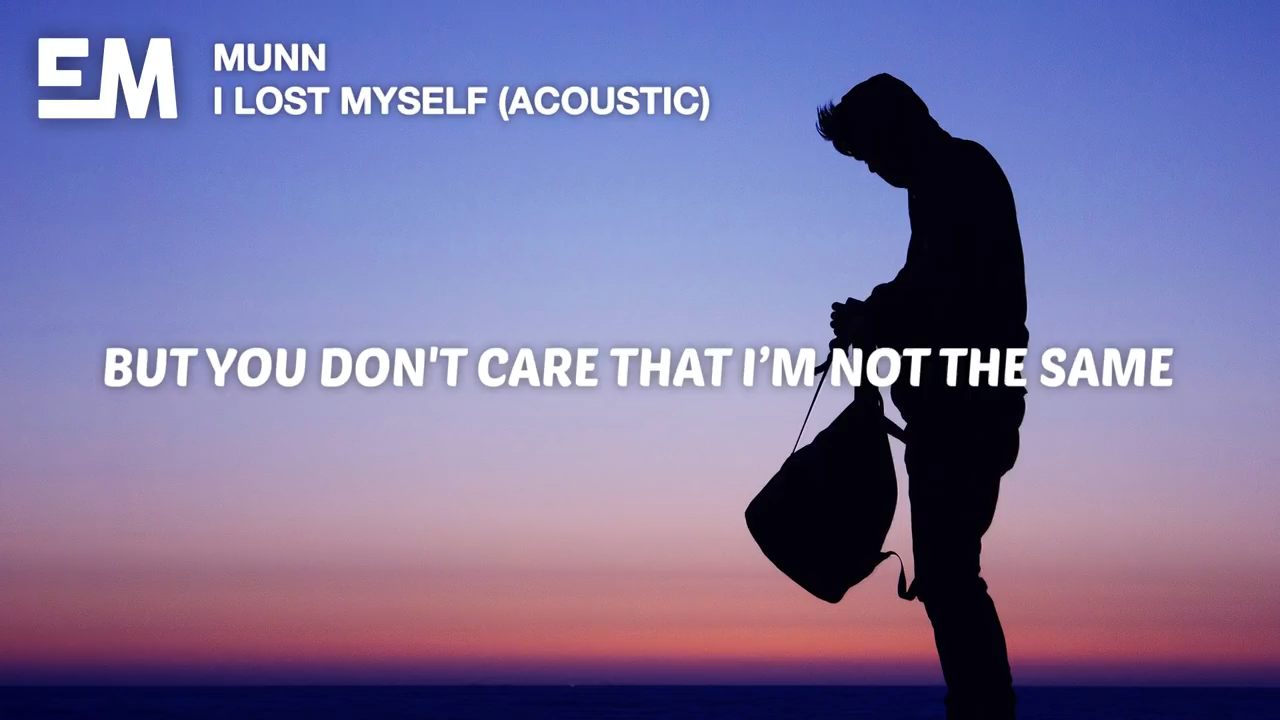 EM
MUNN
I LOST MYSELF (ACOUSTIC)
BUT YOU DON'T CARE THAT I’M NOT THE SAME